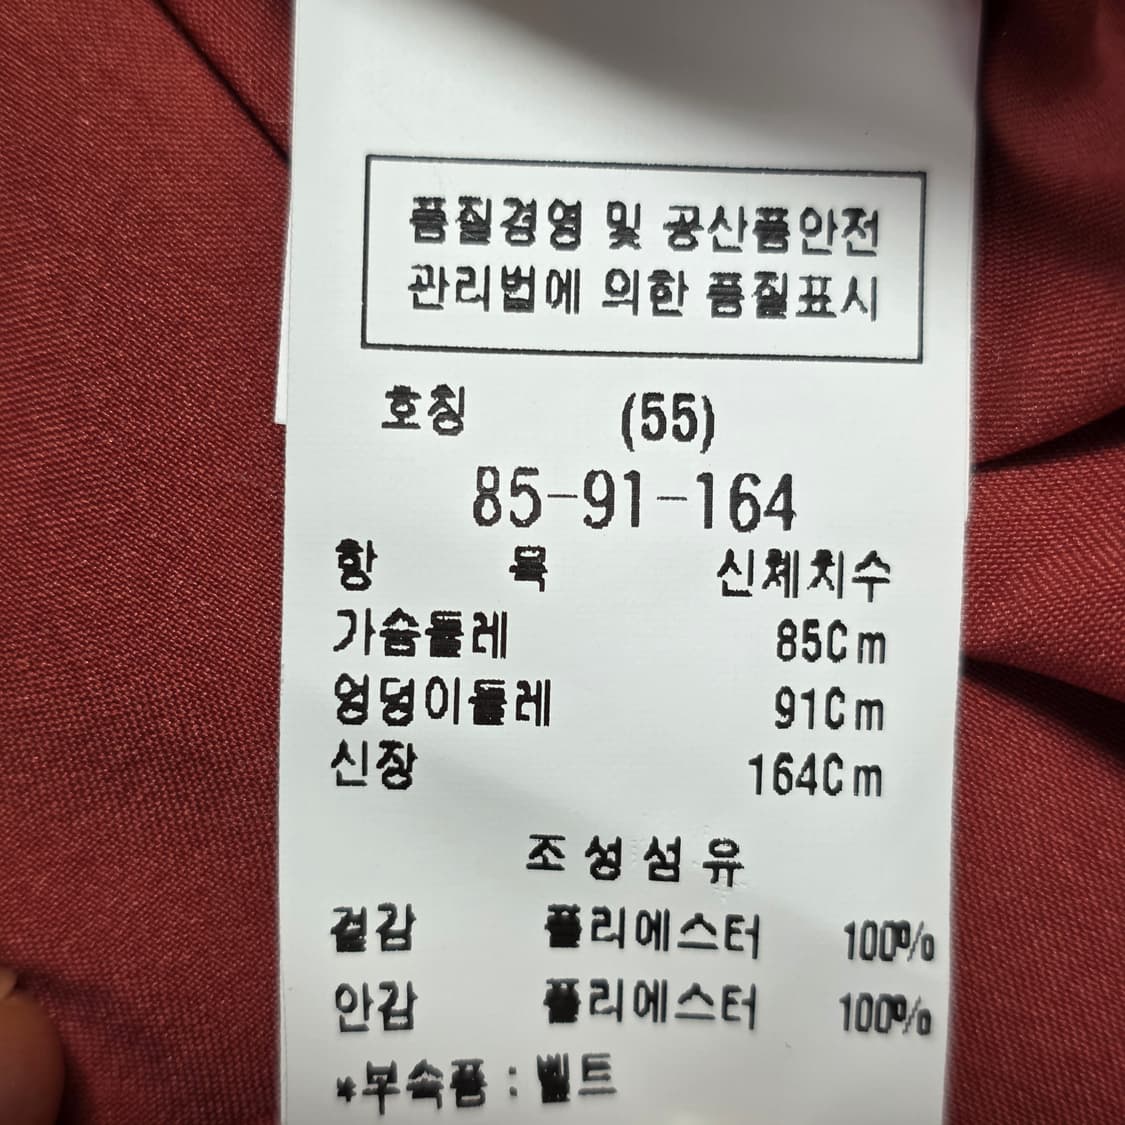 품질경영 및 공산품안전
관리법에 의한 품질표시
호칭 (55)
85-91-164
항 목 신체치수
가슴둘레 85Cm
엉덩이둘레 91Cm
신장 164Cm
조성섬유
겉감 폴리에스터 100%
안감 폴리에스터 100%
*부속품 : 벨트